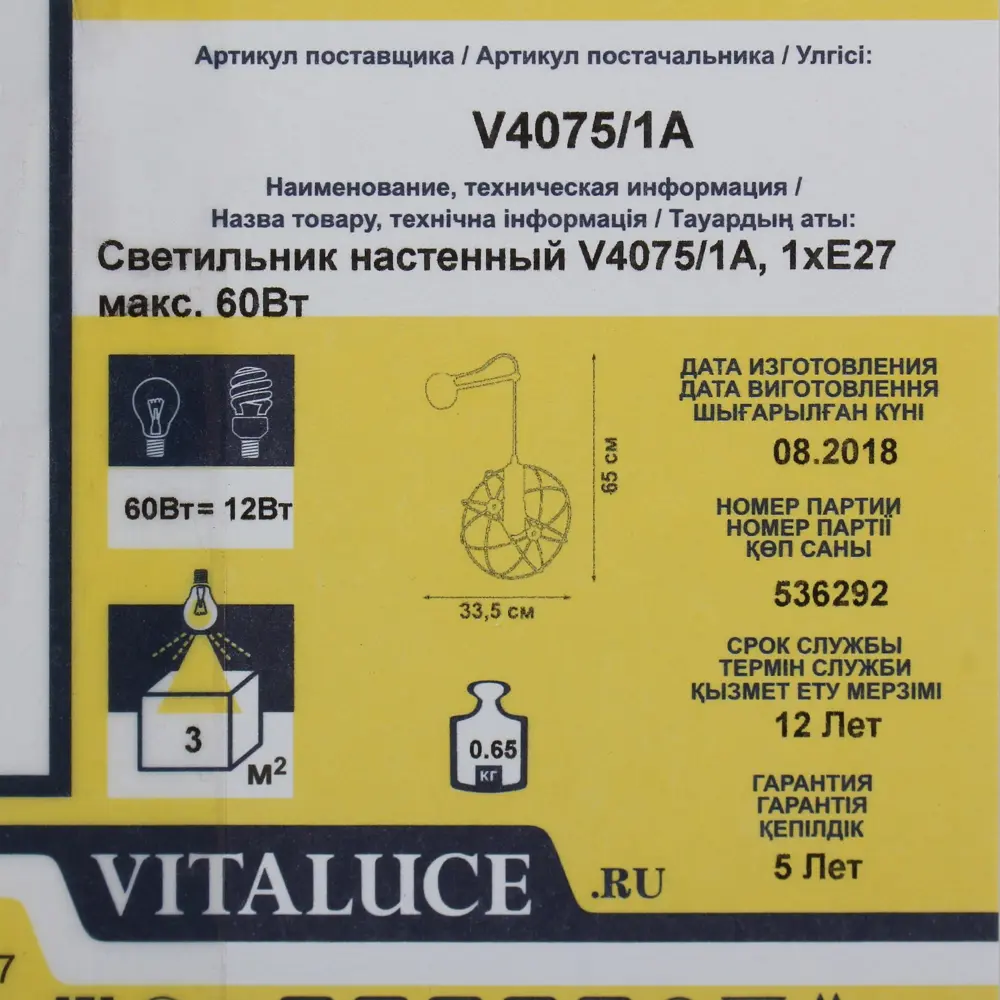 Артикул поставщика / Артикул постачальника / Улгісі:
V4075/1A
Наименование, техническая информация /
Назва товару, технічна інформація / Тауардың аты:
Светильник настенный V4075/1A, 1xE27
макс. 60Вт
60Вт= 12Вт
3
м²
65 см
33,5 см
0.65
кг
ДАТА ИЗГОТОВЛЕНИЯ
ДАТА ВИГОТОВЛЕННЯ
ШЫҒАРЫЛҒАН КҮНІ
08.2018
НОМЕР ПАРТИИ
НОМЕР ПАРТІЇ
ҚӨП САНЫ
536292
СРОК СЛУЖБЫ
ТЕРМІН СЛУЖБИ
ҚЫЗМЕТ ЕТУ МЕРЗІМІ
12 Лет
ГАРАНТИЯ
ГАРАНТІЯ
ҚЕПІЛДІК
5 Лет
VITALUCE .RU
7